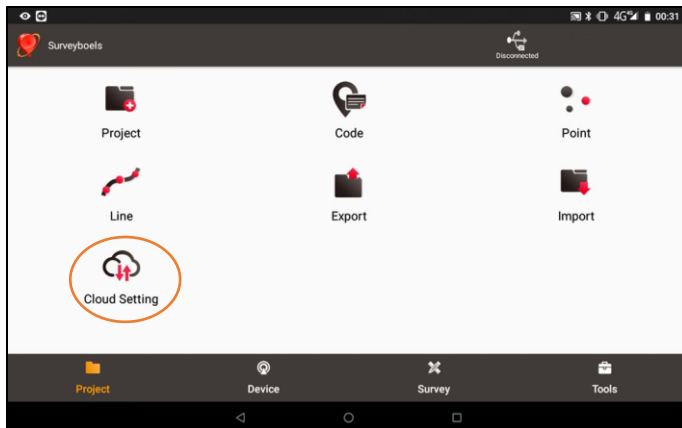 4G 00:31
Surveyboels
Disconnected
Project Code Point
Line Export Import
Cloud Setting
Project Device Survey Tools